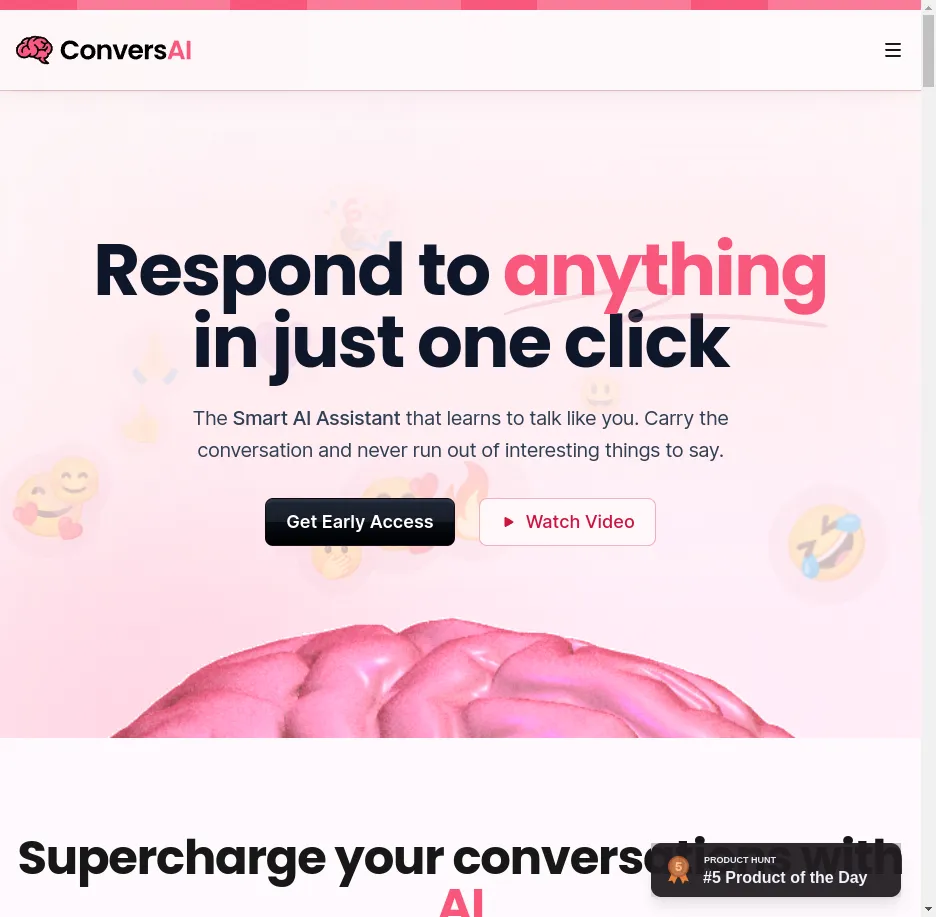 ConversAI
Respond to anything
in just one click
The Smart AI Assistant that learns to talk like you. Carry the
conversation and never run out of interesting things to say.
Get Early Access
Watch Video
Supercharge your conversations with
AI
5
PRODUCT HUNT
#5 Product of the Day